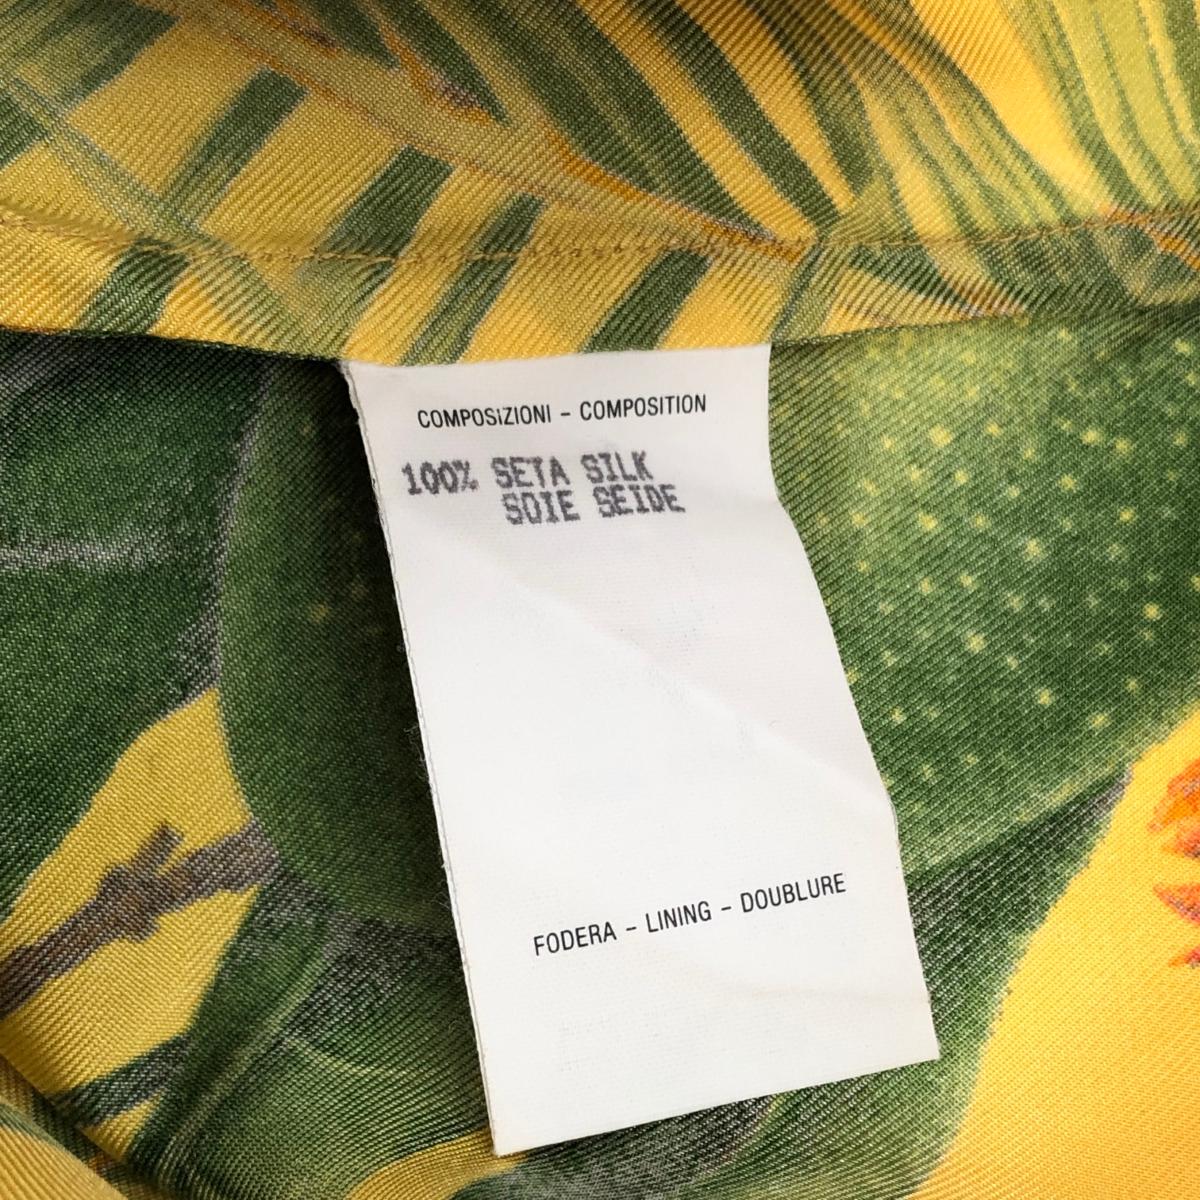 COMPOSIZIONI - COMPOSITION
100% SETA SILK
SOIE SEIDE
FODERA - LINING - DOUBLURE